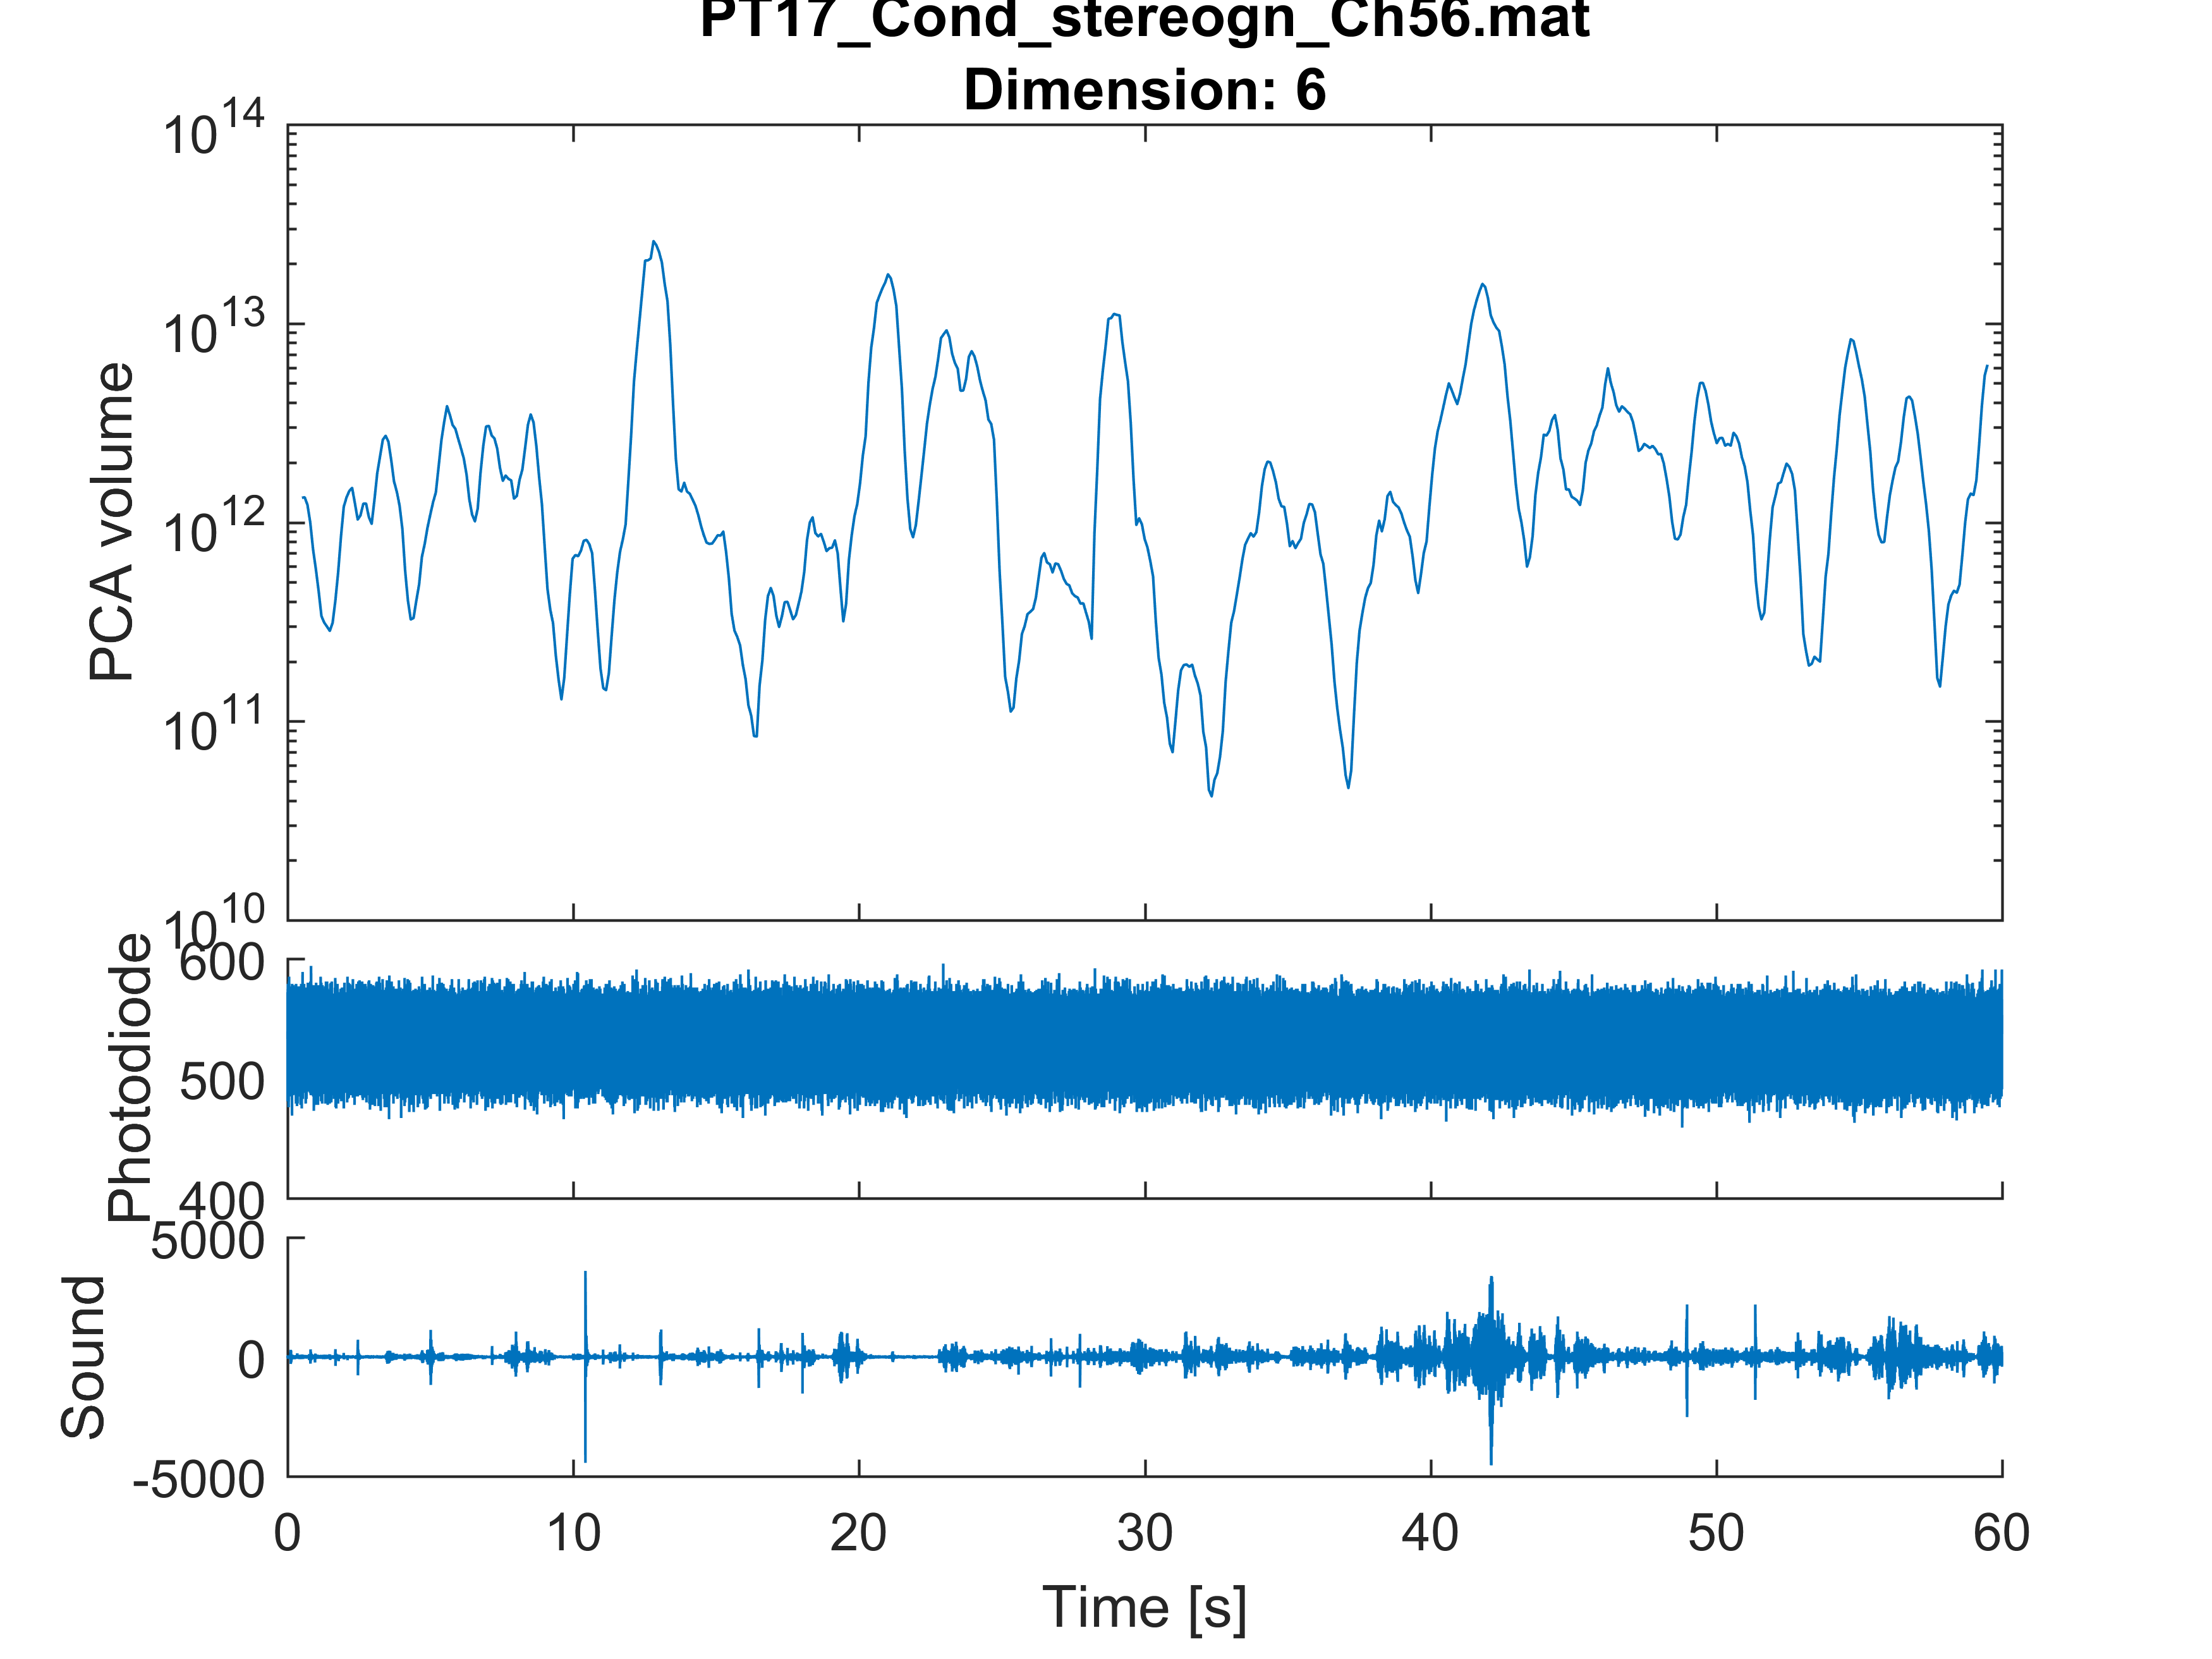 PT17_Cond_stereogn_Ch56.mat
Dimension: 6
PCA volume
10^14
10^13
10^12
10^11
10^10
Photodiode
600
500
400
Sound
5000
0
-5000
0 10 20 30 40 50 60
Time [s]